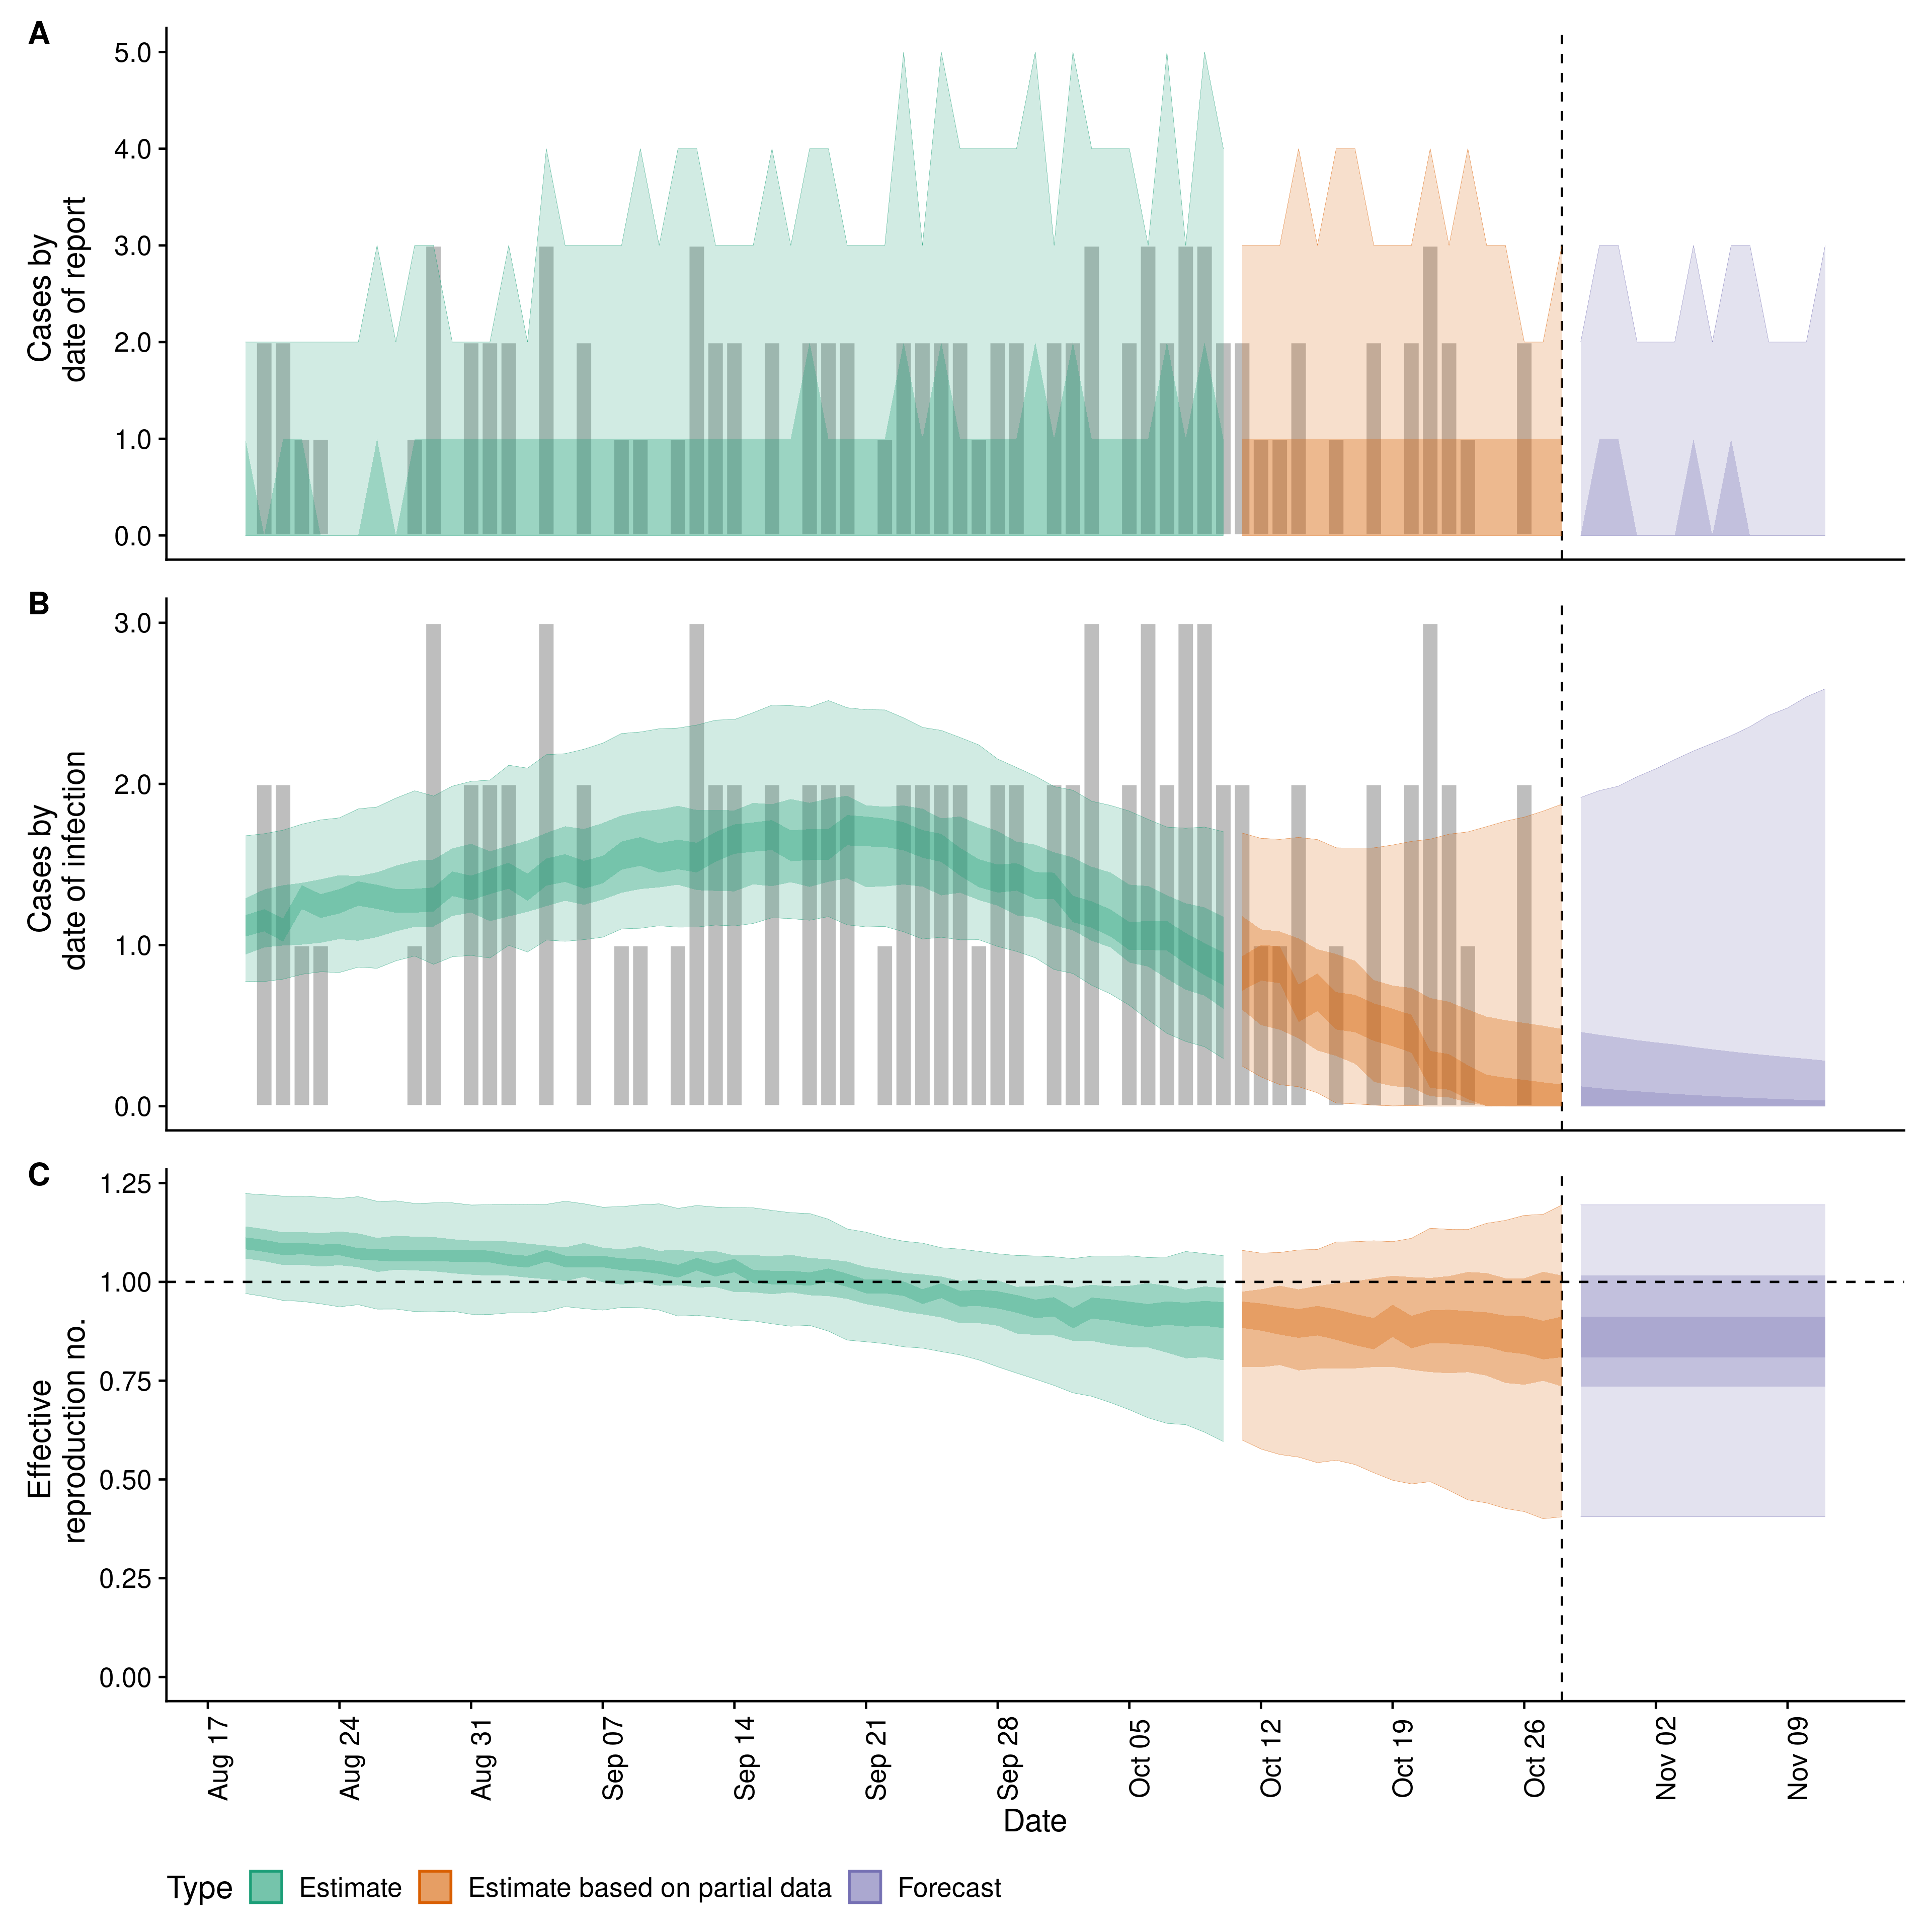 A
Cases by
date of report
5.0
4.0
3.0
2.0
1.0
0.0
B
Cases by
date of infection
3.0
2.0
1.0
0.0
C
Effective
reproduction no.
1.25
1.00
0.75
0.50
0.25
0.00
Aug 17
Aug 24
Aug 31
Sep 07
Sep 14
Sep 21
Sep 28
Oct 05
Oct 12
Oct 19
Oct 26
Nov 02
Nov 09
Date
Type Estimate Estimate based on partial data Forecast